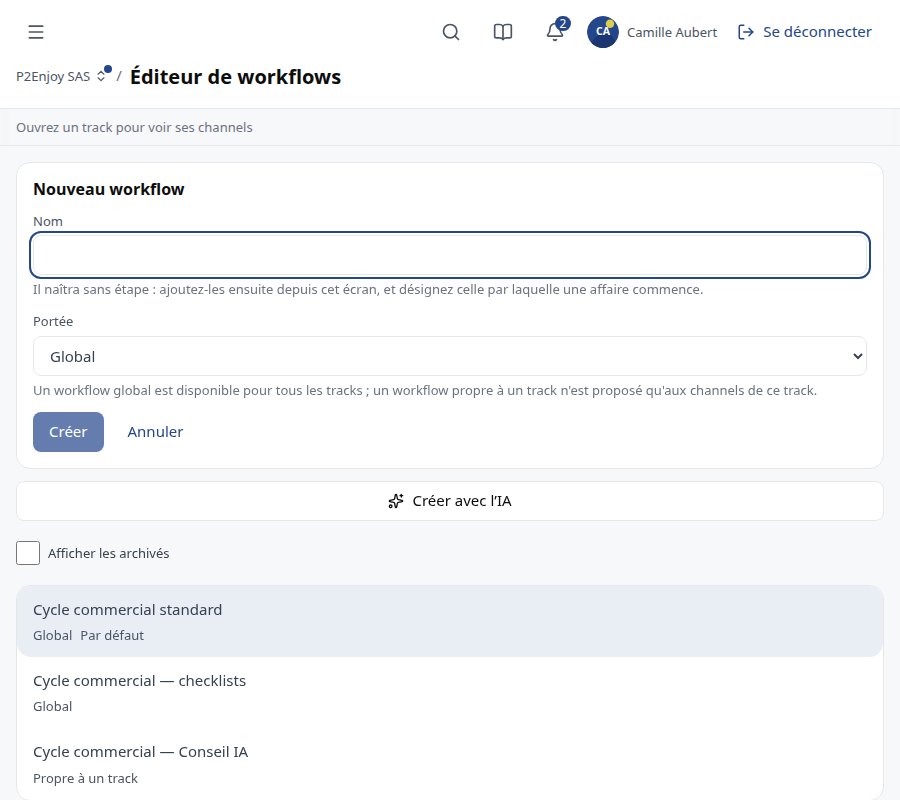 2
CA
Camille Aubert
Se déconnecter
P2Enjoy SAS / Éditeur de workflows
Ouvrez un track pour voir ses channels
Nouveau workflow
Nom
Il naîtra sans étape : ajoutez-les ensuite depuis cet écran, et désignez celle par laquelle une affaire commence.
Portée
Global
Un workflow global est disponible pour tous les tracks ; un workflow propre à un track n'est proposé qu'aux channels de ce track.
Créer
Annuler
Créer avec l’IA
Afficher les archivés
Cycle commercial standard
Global Par défaut
Cycle commercial — checklists
Global
Cycle commercial — Conseil IA
Propre à un track